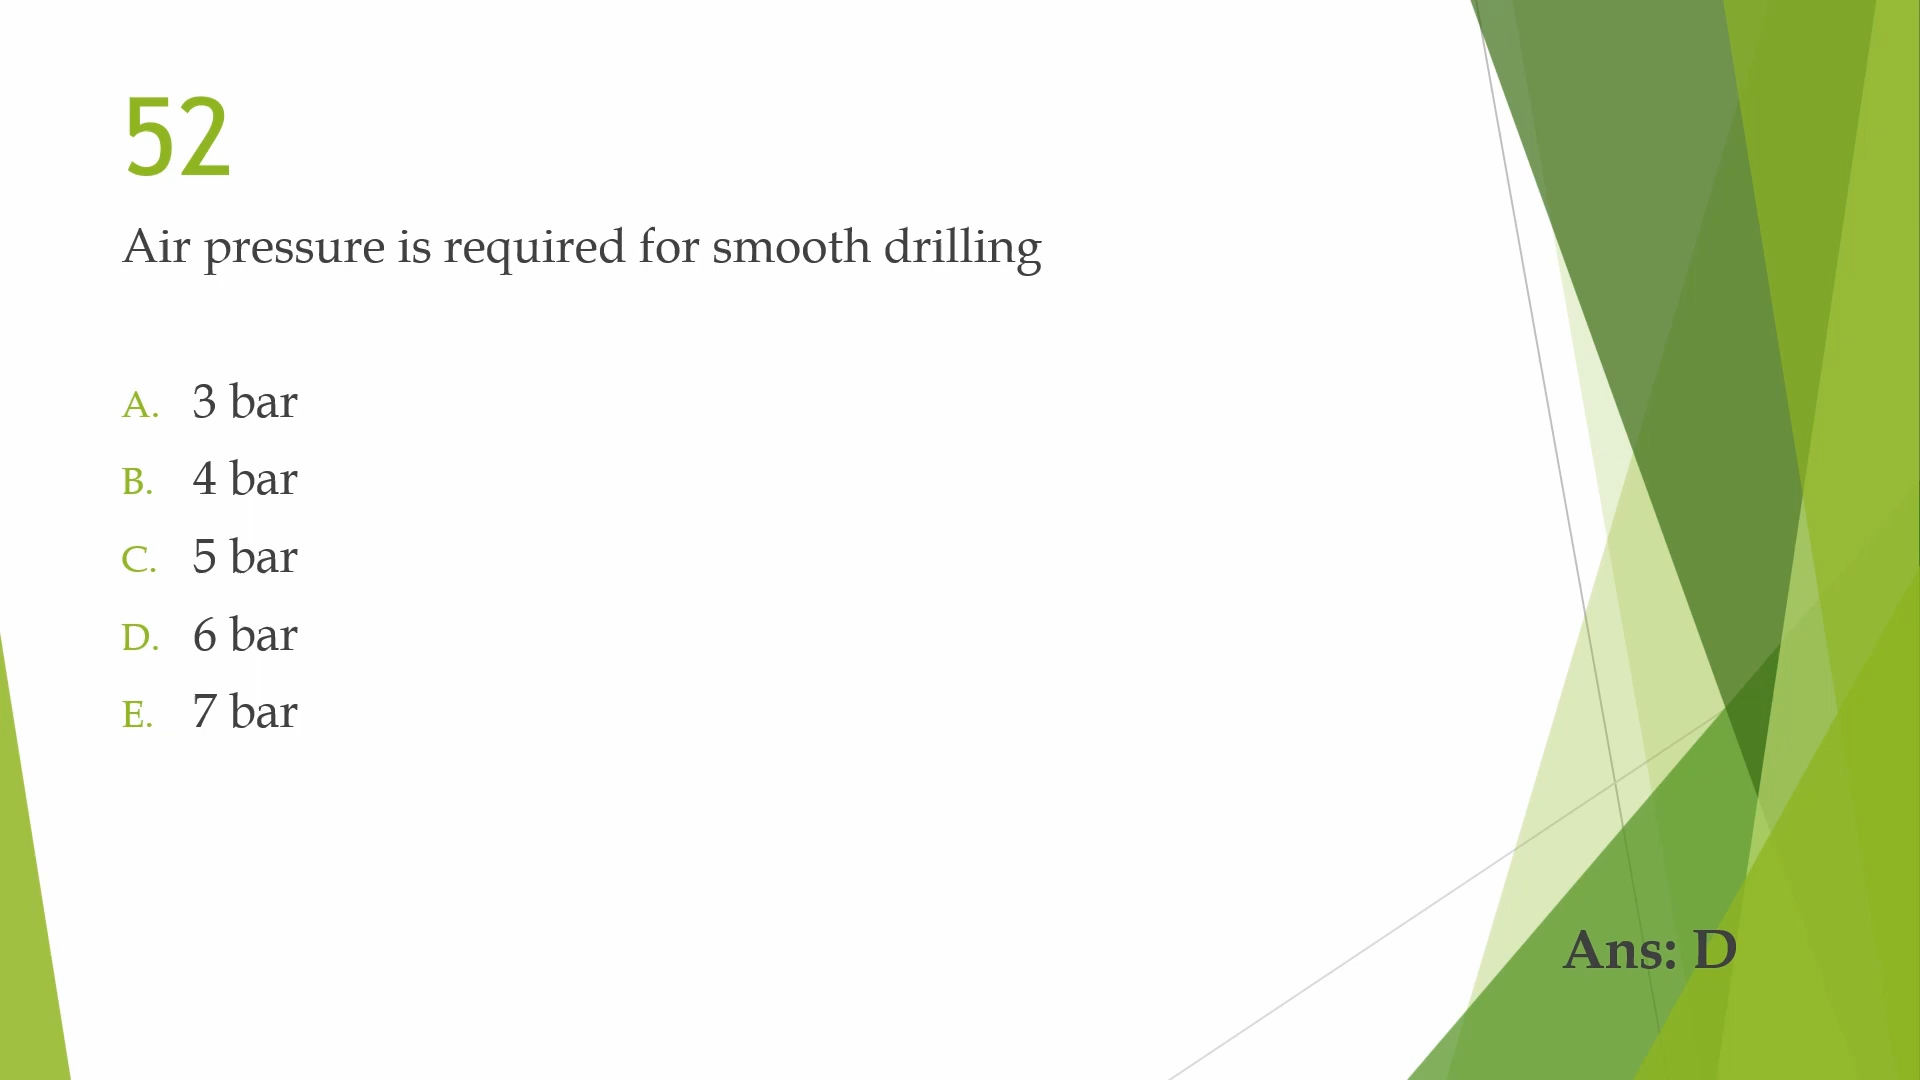 52
Air pressure is required for smooth drilling
A. 3 bar
B. 4 bar
C. 5 bar
D. 6 bar
E. 7 bar
Ans: D